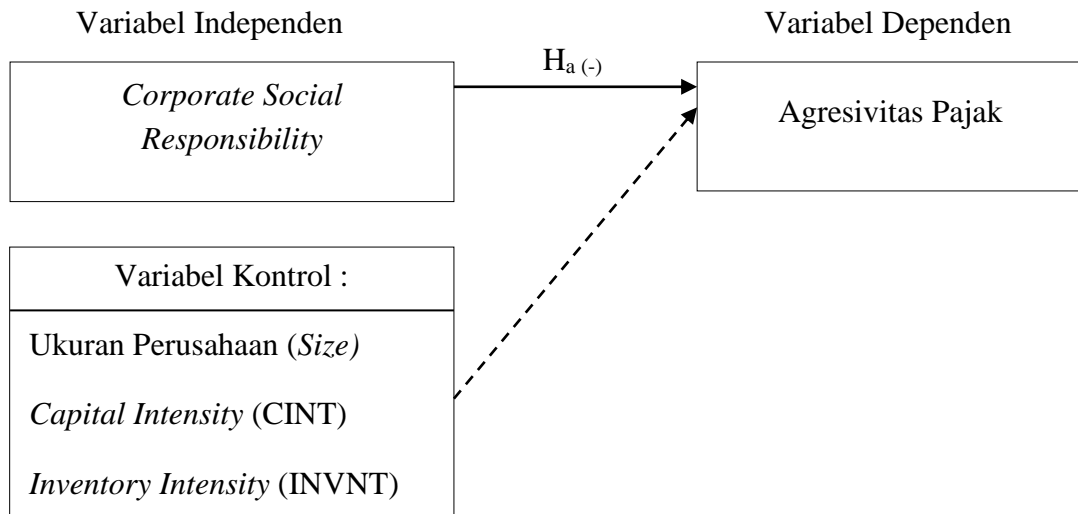 Variabel Independen
Variabel Dependen
Corporate Social
Responsibility
Ha (-)
Agresivitas Pajak
Variabel Kontrol :
Ukuran Perusahaan (Size)
Capital Intensity (CINT)
Inventory Intensity (INVNT)